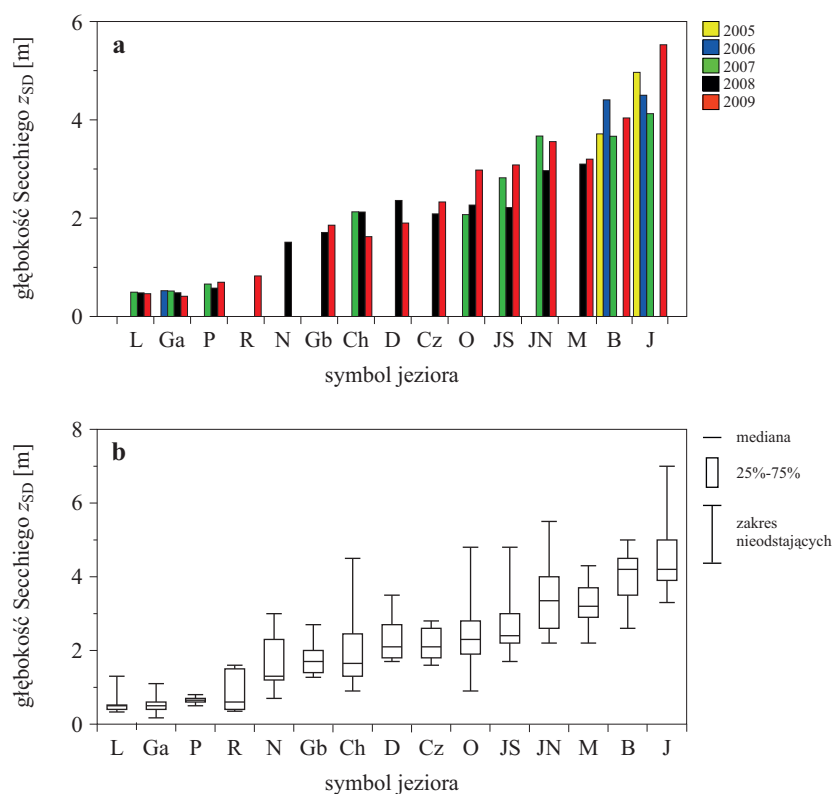 a
6
4
2
0
głębokość Secchiego zSD [m]
L Ga P R N Gb Ch D Cz O JS JN M B J
symbol jeziora
2005
2006
2007
2008
2009
b
8
6
4
2
0
głębokość Secchiego zSD [m]
L Ga P R N Gb Ch D Cz O JS JN M B J
symbol jeziora
mediana
25%-75%
zakres
nieodstających